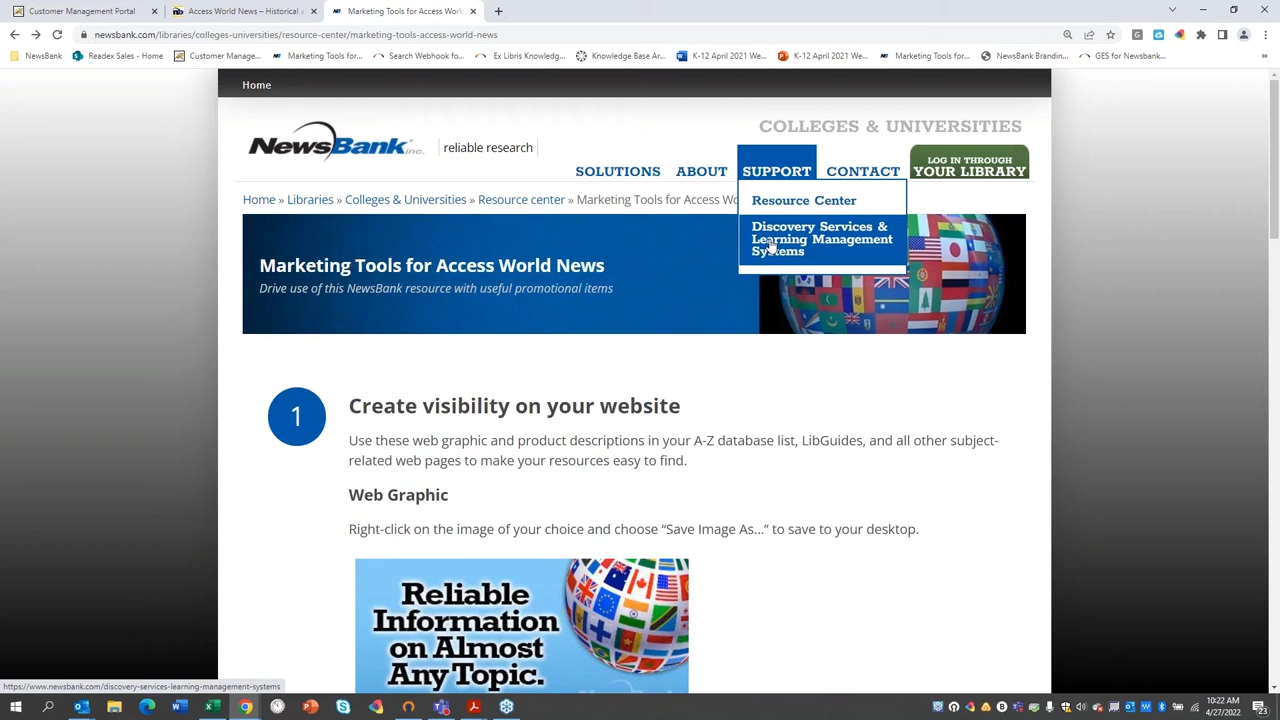 Customer Management Portal
Access World News – Historical a
Marketing Tools for Access Worl
newsbank.com/libraries/colleges-universities/resource-center/marketing-tools-access-world-news
NewsBank
Readex Sales - Home
Customer Manage...
Marketing Tools for...
Search Webhook fo...
Ex Libris Knowledg...
Knowledge Base Ar...
K-12 April 2021 We...
K-12 April 2021 We...
Marketing Tools for...
NewsBank Brandin...
GES for Newsbank...
»
Home
COLLEGES & UNIVERSITIES
NewsBank inc.
reliable research
SOLUTIONS
ABOUT
SUPPORT
CONTACT
LOG IN THROUGH
YOUR LIBRARY
Home » Libraries » Colleges & Universities » Resource center » Marketing Tools for Access Wo
Resource Center
Discovery Services &
Learning Management
Systems
Marketing Tools for Access World News
Drive use of this NewsBank resource with useful promotional items
1
Create visibility on your website
Use these web graphic and product descriptions in your A-Z database list, LibGuides, and all other subject-
related web pages to make your resources easy to find.
Web Graphic
Right-click on the image of your choice and choose “Save Image As...” to save to your desktop.
Reliable
Information
on Almost
Any Topic.
https://www.newsbank.com/discovery-services-learning-management-systems
10:22 AM
4/27/2022
23